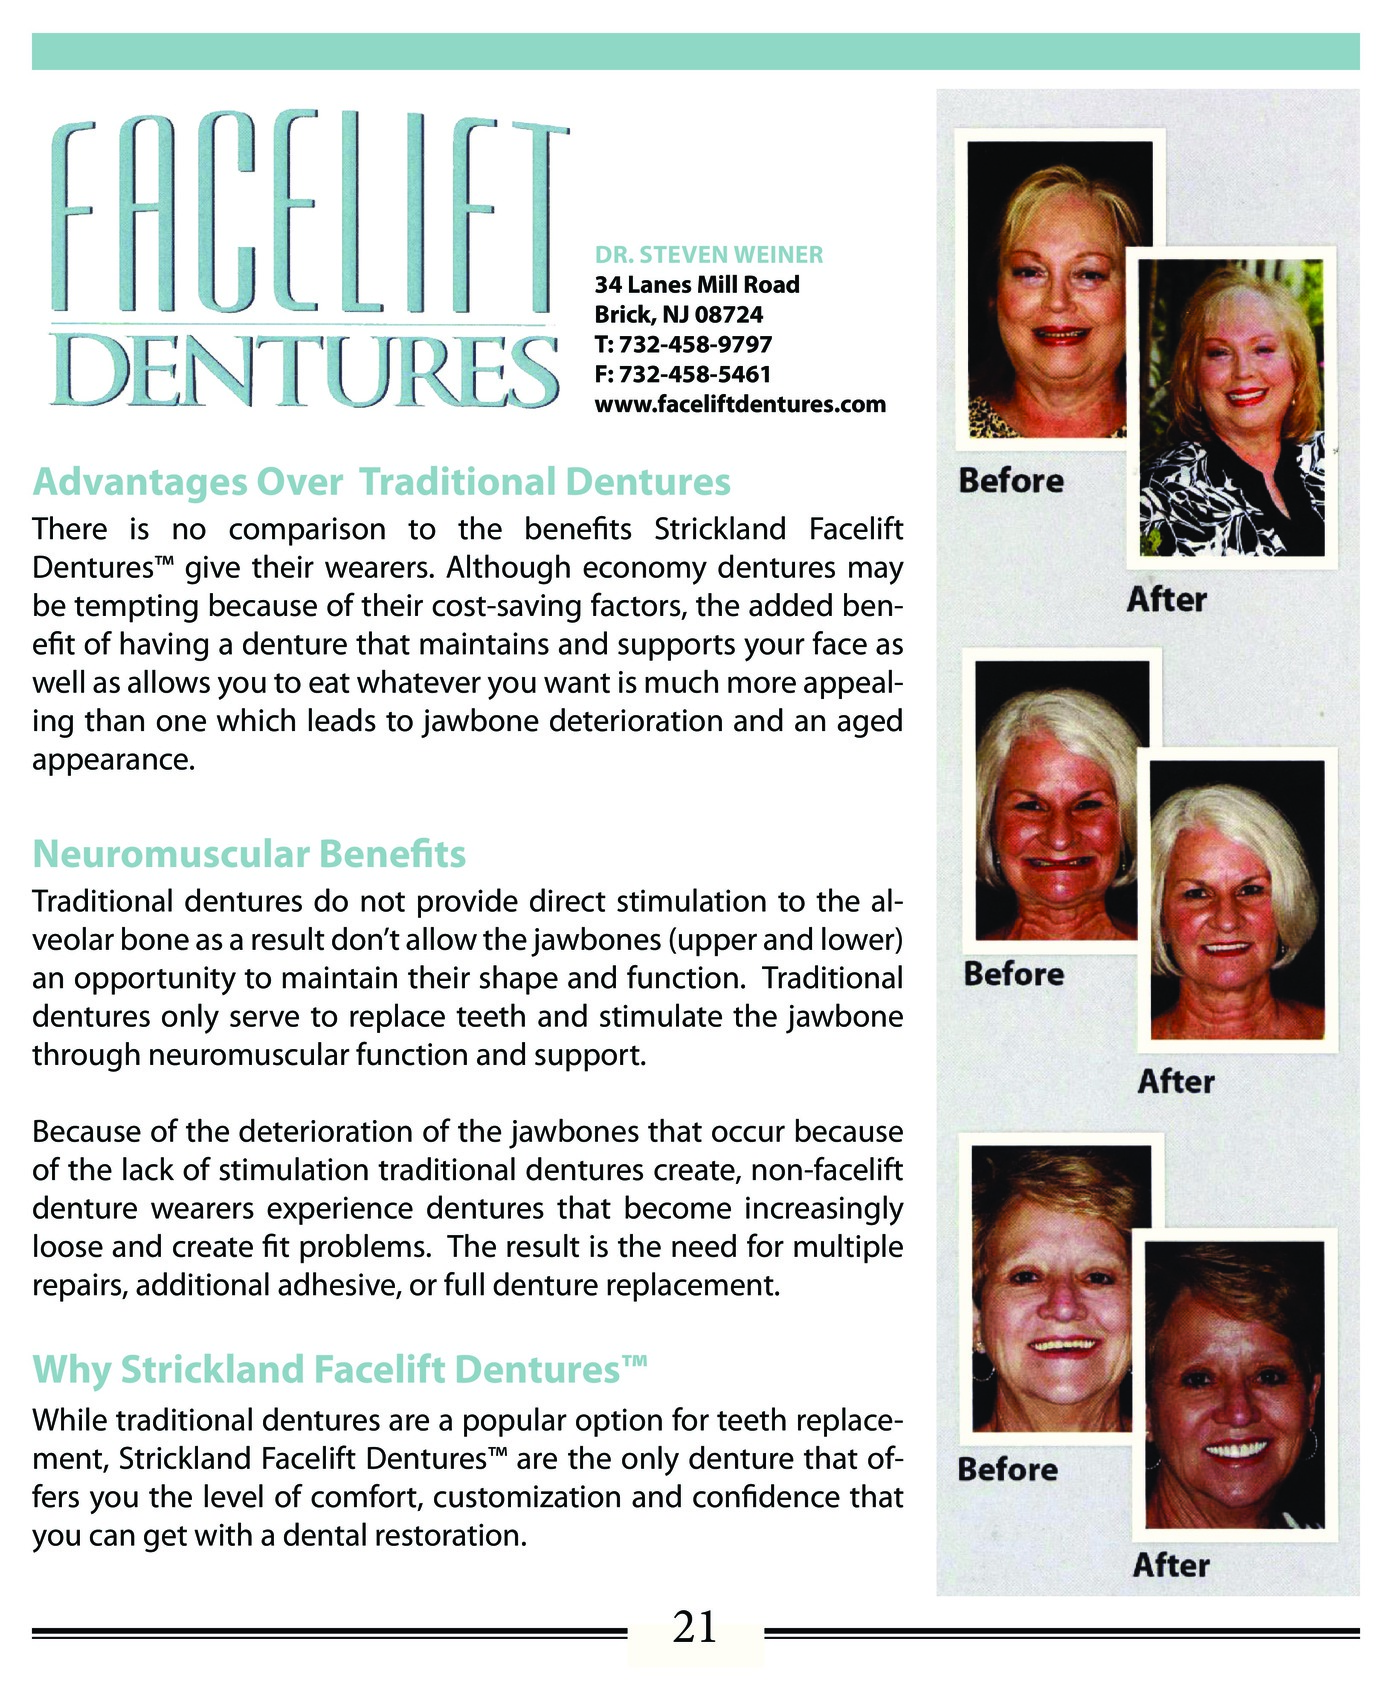 FACELIFT
DENTURES
DR. STEVEN WEINER
34 Lanes Mill Road
Brick, NJ 08724
T: 732-458-9797
F: 732-458-5461
www.faceliftdentures.com
Advantages Over Traditional Dentures
There is no comparison to the benefits Strickland Facelift
Dentures™ give their wearers. Although economy dentures may
be tempting because of their cost-saving factors, the added ben-
efit of having a denture that maintains and supports your face as
well as allows you to eat whatever you want is much more appeal-
ing than one which leads to jawbone deterioration and an aged
appearance.
Neuromuscular Benefits
Traditional dentures do not provide direct stimulation to the al-
veolar bone as a result don't allow the jawbones (upper and lower)
an opportunity to maintain their shape and function. Traditional
dentures only serve to replace teeth and stimulate the jawbone
through neuromuscular function and support.
Because of the deterioration of the jawbones that occur because
of the lack of stimulation traditional dentures create, non-facelift
denture wearers experience dentures that become increasingly
loose and create fit problems. The result is the need for multiple
repairs, additional adhesive, or full denture replacement.
Why Strickland Facelift Dentures™
While traditional dentures are a popular option for teeth replace-
ment, Strickland Facelift Dentures™ are the only denture that of-
fers you the level of comfort, customization and confidence that
you can get with a dental restoration.
Before
After
Before
After
Before
After
21